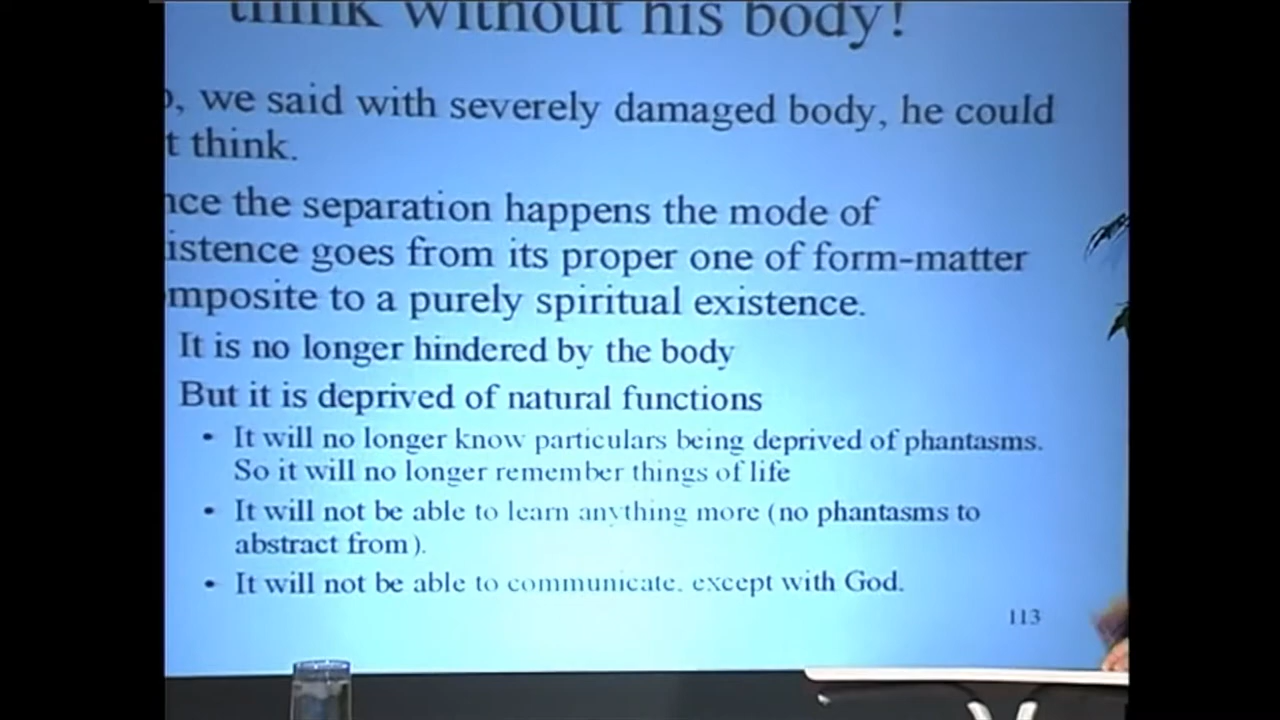 think without his body!
, we said with severely damaged body, he could
t think.
nce the separation happens the mode of
istence goes from its proper one of form-matter
mposite to a purely spiritual existence.
It is no longer hindered by the body
But it is deprived of natural functions
• It will no longer know particulars being deprived of phantasms.
So it will no longer remember things of life
• It will not be able to learn anything more (no phantasms to
abstract from).
• It will not be able to communicate, except with God.
113